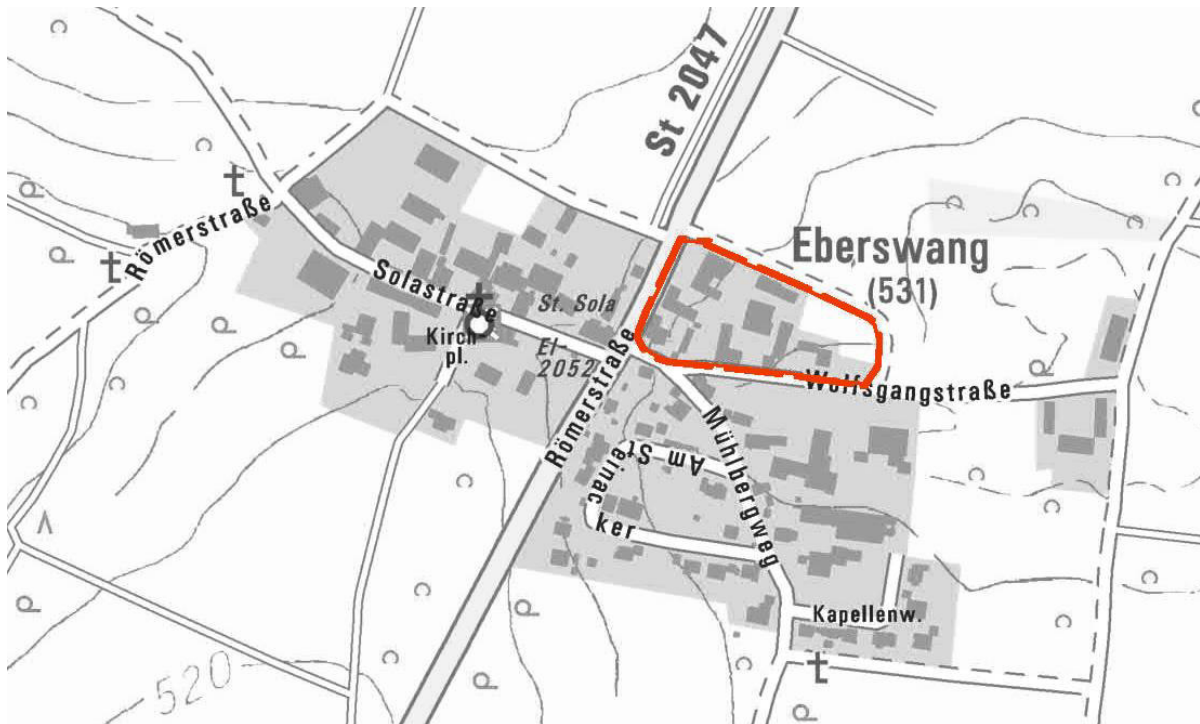 St 2047
Eberswang
(531)
Römerstraße
Solastraße
St. Sola
Kirch
pl.
El-
2052
Römerstraße
Wolfsgangstraße
Mühlbergweg
Am Steinac
ker
Kapellenw.
520